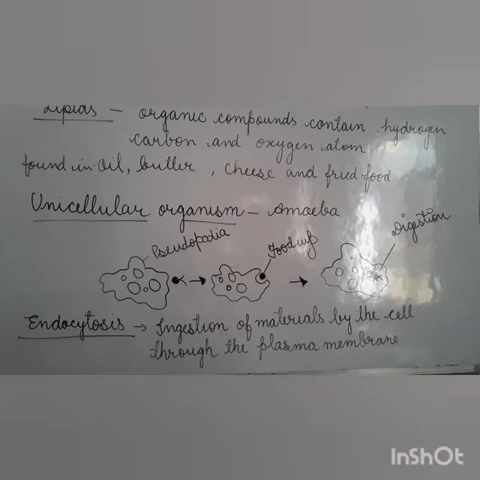 Lipids - organic compounds contain hydrogen
carbon and oxygen atom
found in oil, butter, cheese and fried food
Unicellular organism - Amoeba
Pseudopodia
Food cup
Digestion
Endocytosis → Ingestion of materials by the cell
through the plasma membrane
InShOt